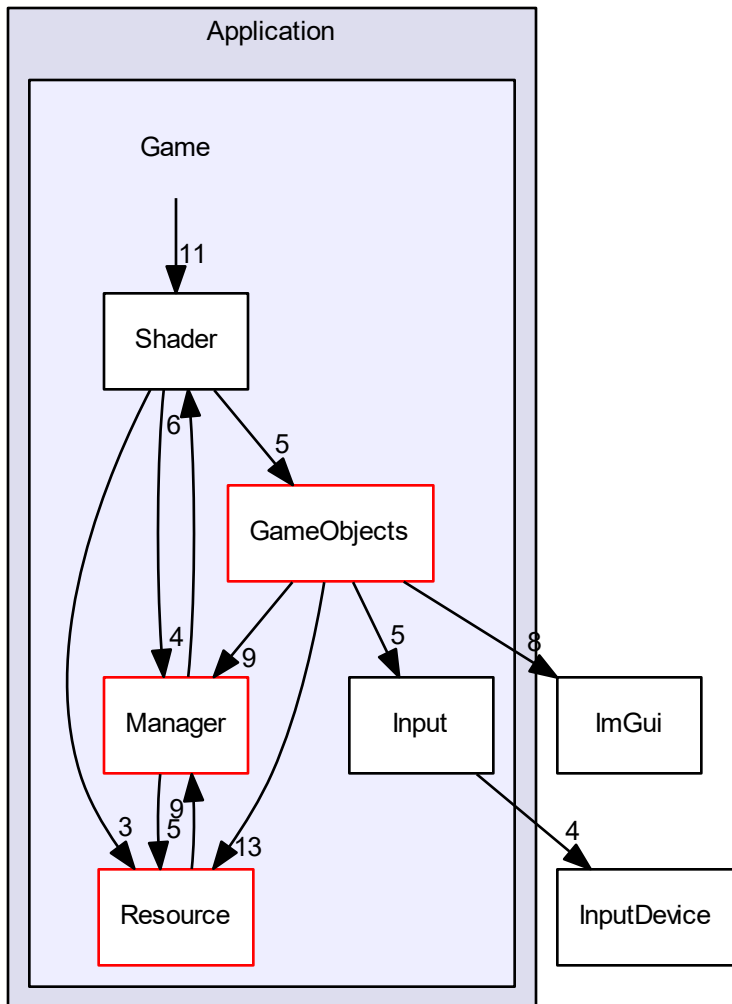 Application
Game
11
Shader
6
5
GameObjects
4
9
5
8
Manager
Input
ImGui
9
3
5
13
4
Resource
InputDevice